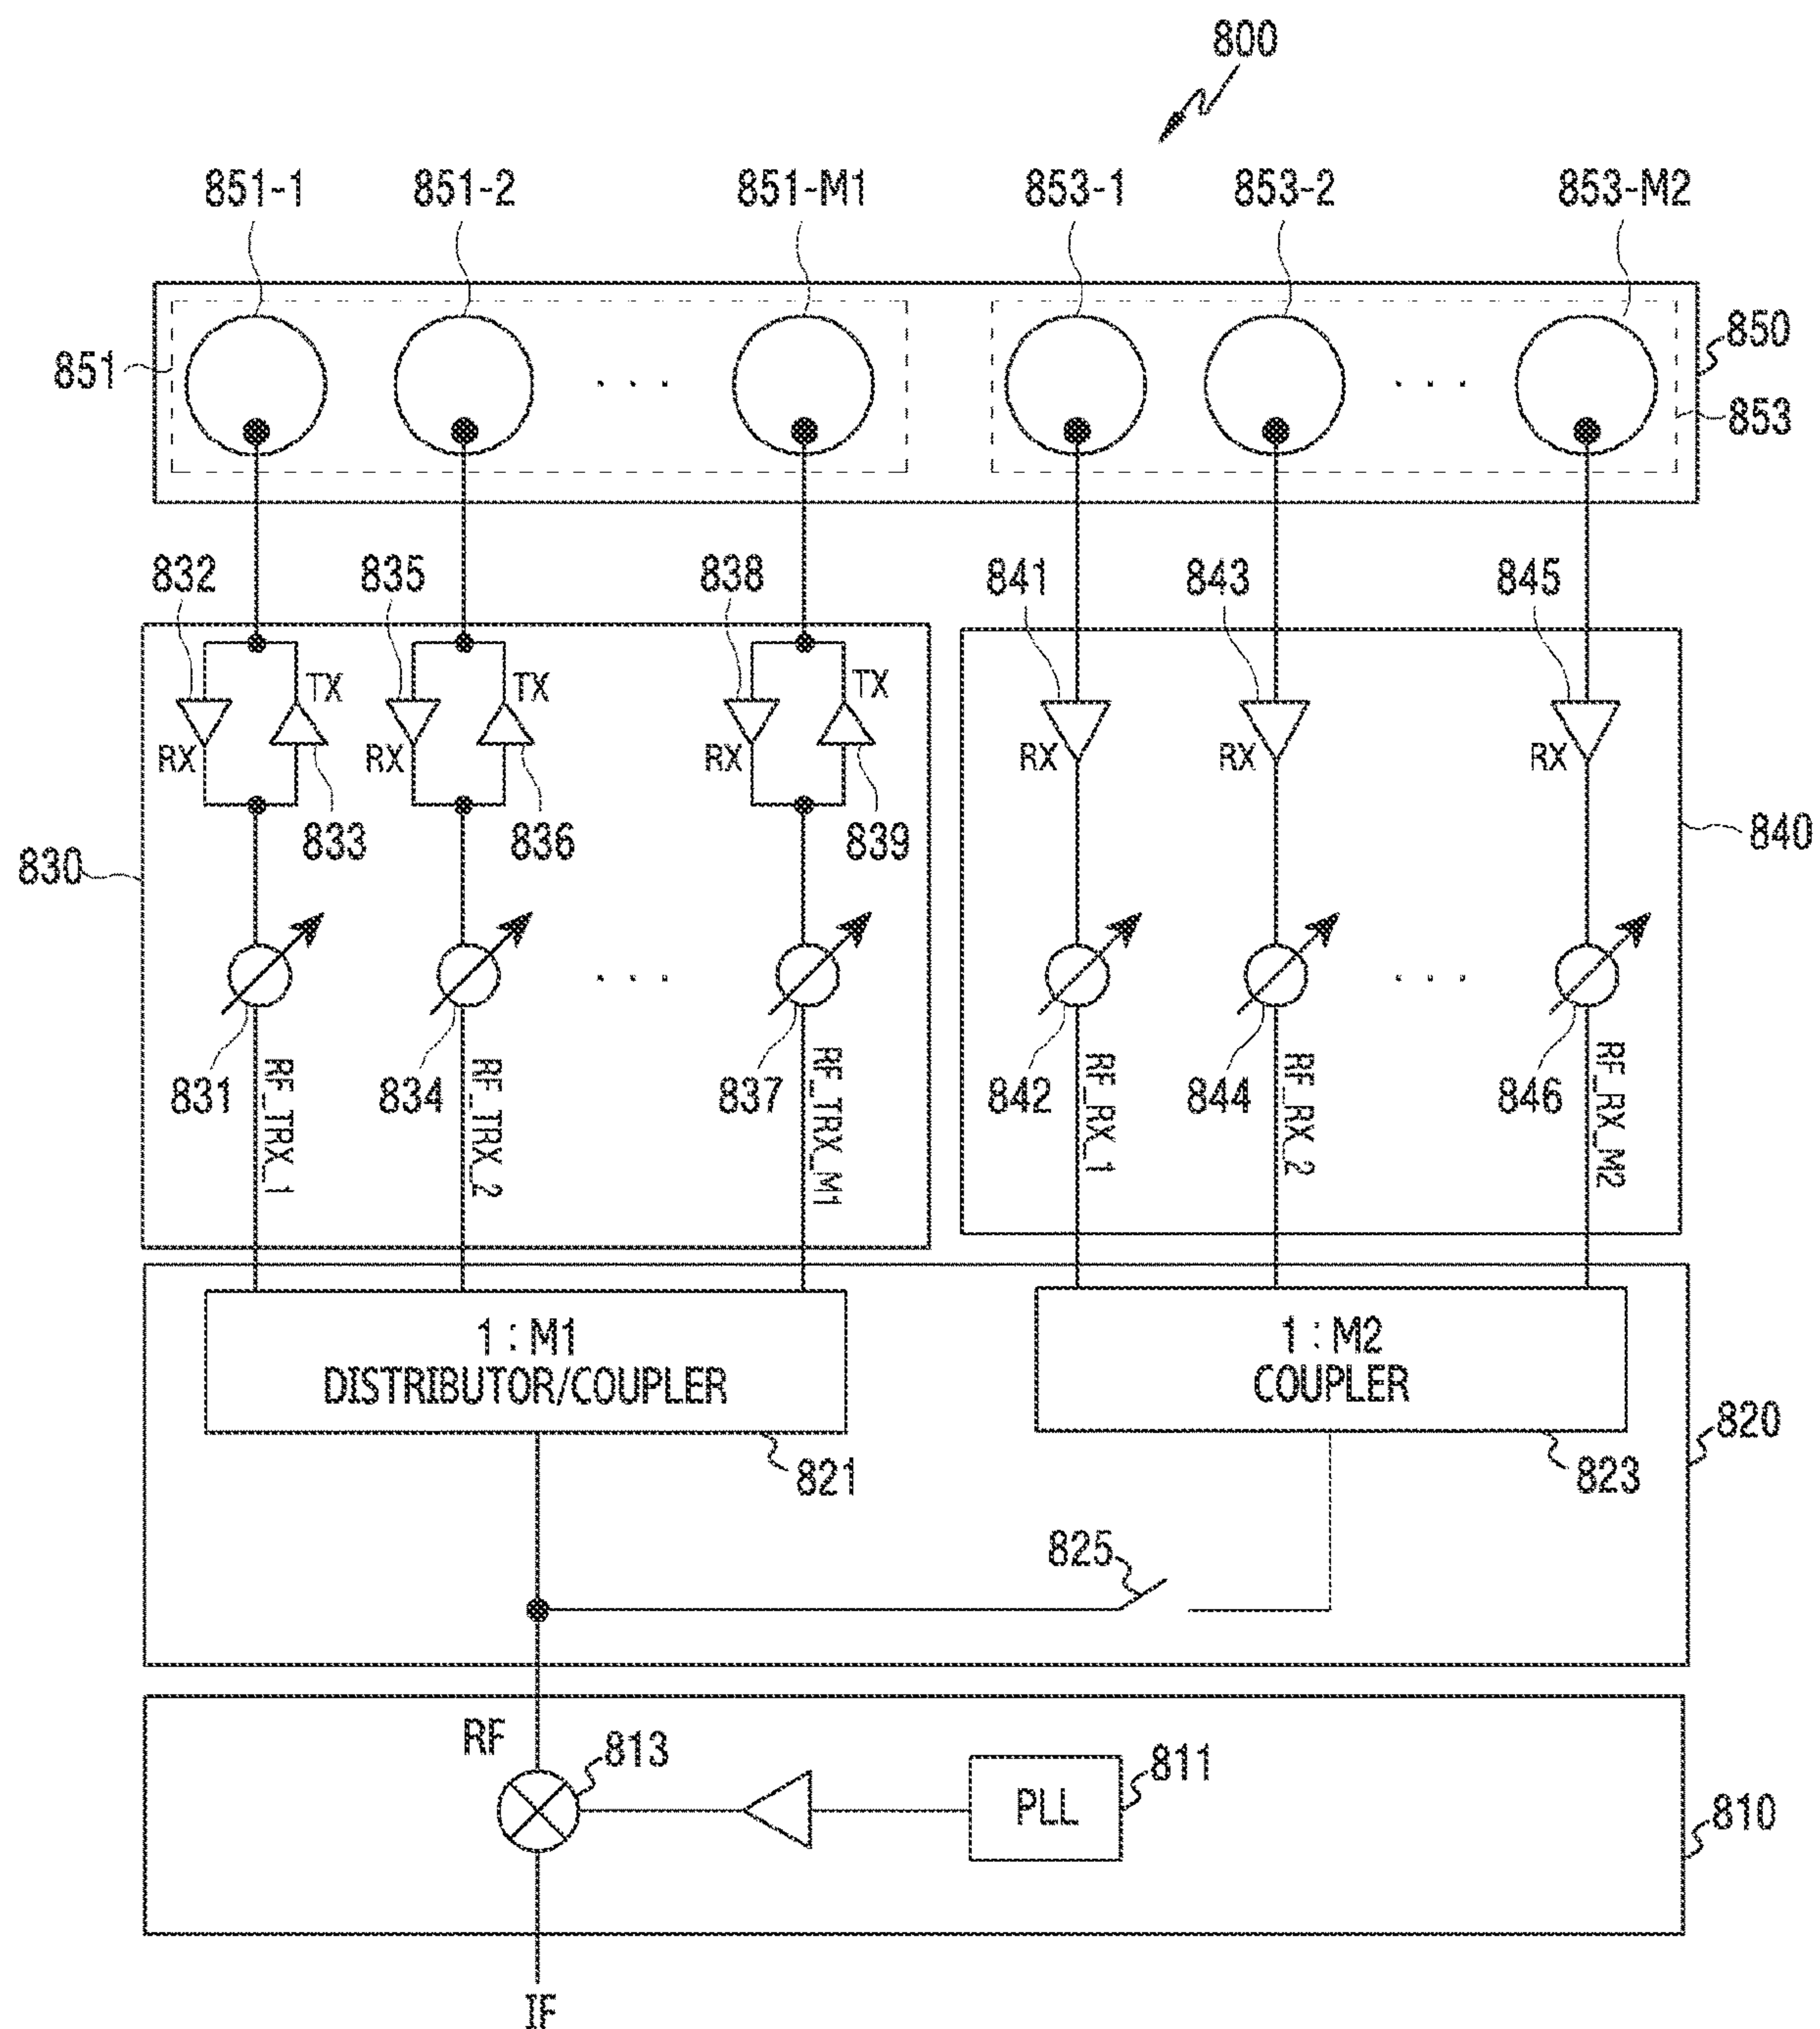 800
851-1
851-2
851-M1
853-1
853-2
853-M2
851
850
853
832
835
838
841
843
845
TX
TX
TX
RX
RX
RX
RX
RX
RX
833
836
839
830
840
831
834
837
842
844
846
RF_TRX_1
RF_TRX_2
RF_TRX_M1
RF_RX_1
RF_RX_2
RF_RX_M2
1 : M1
DISTRIBUTOR/COUPLER
1 : M2
COUPLER
820
821
823
825
RF
813
PLL
811
810
IF